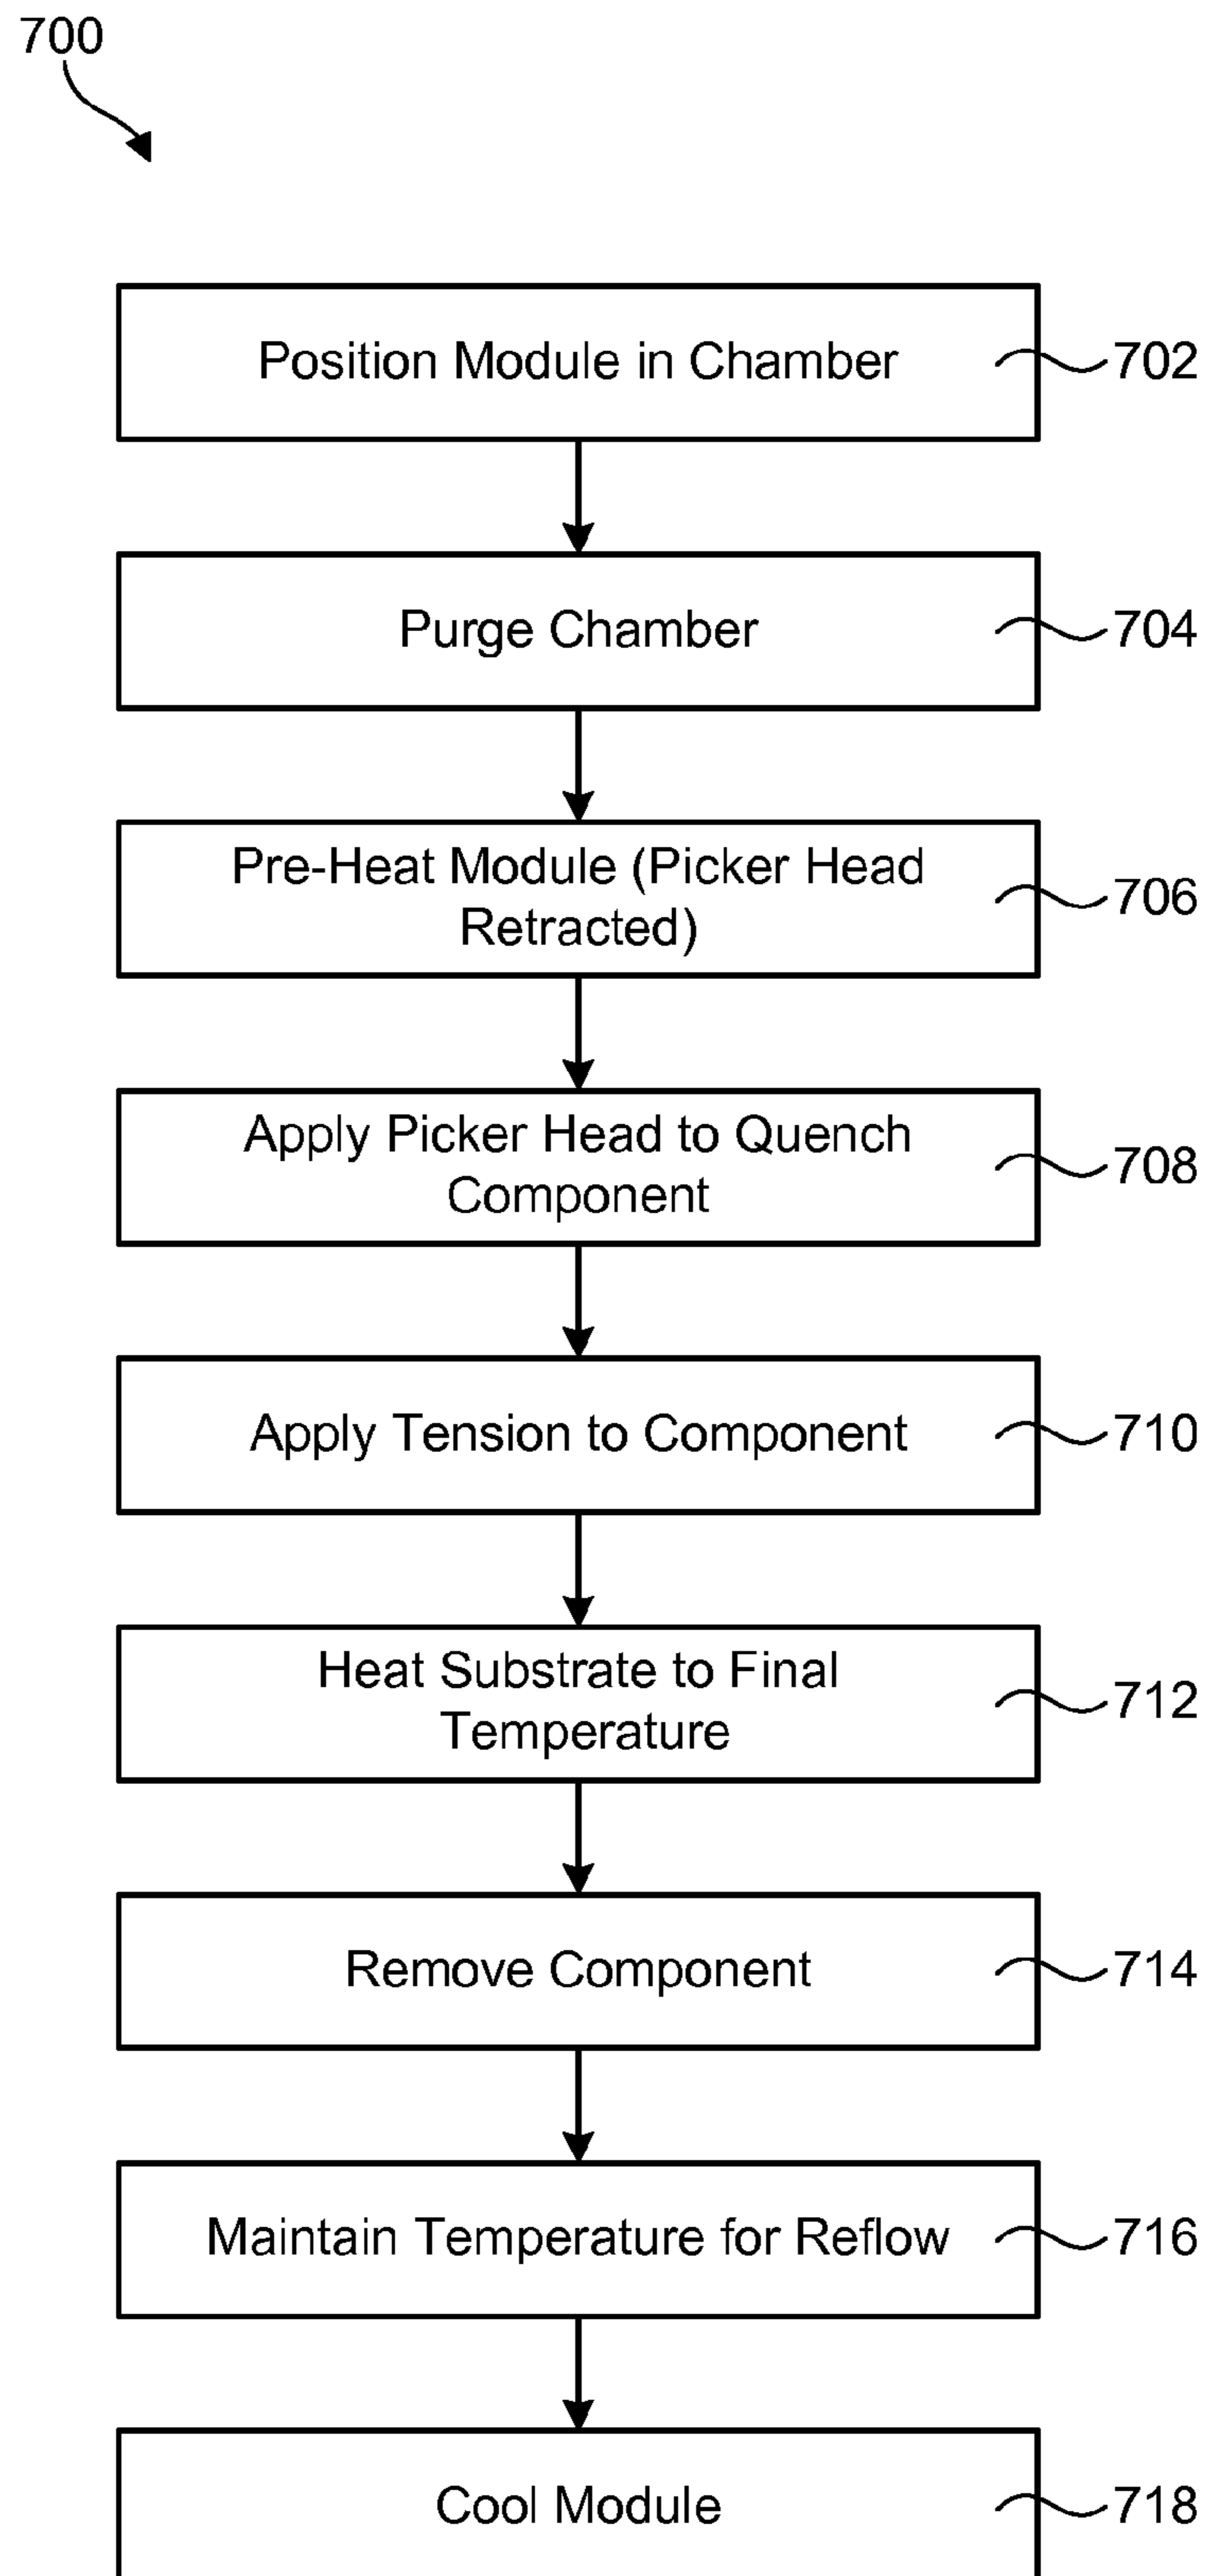 700
Position Module in Chamber
702
Purge Chamber
704
Pre-Heat Module (Picker Head
Retracted)
706
Apply Picker Head to Quench
Component
708
Apply Tension to Component
710
Heat Substrate to Final
Temperature
712
Remove Component
714
Maintain Temperature for Reflow
716
Cool Module
718